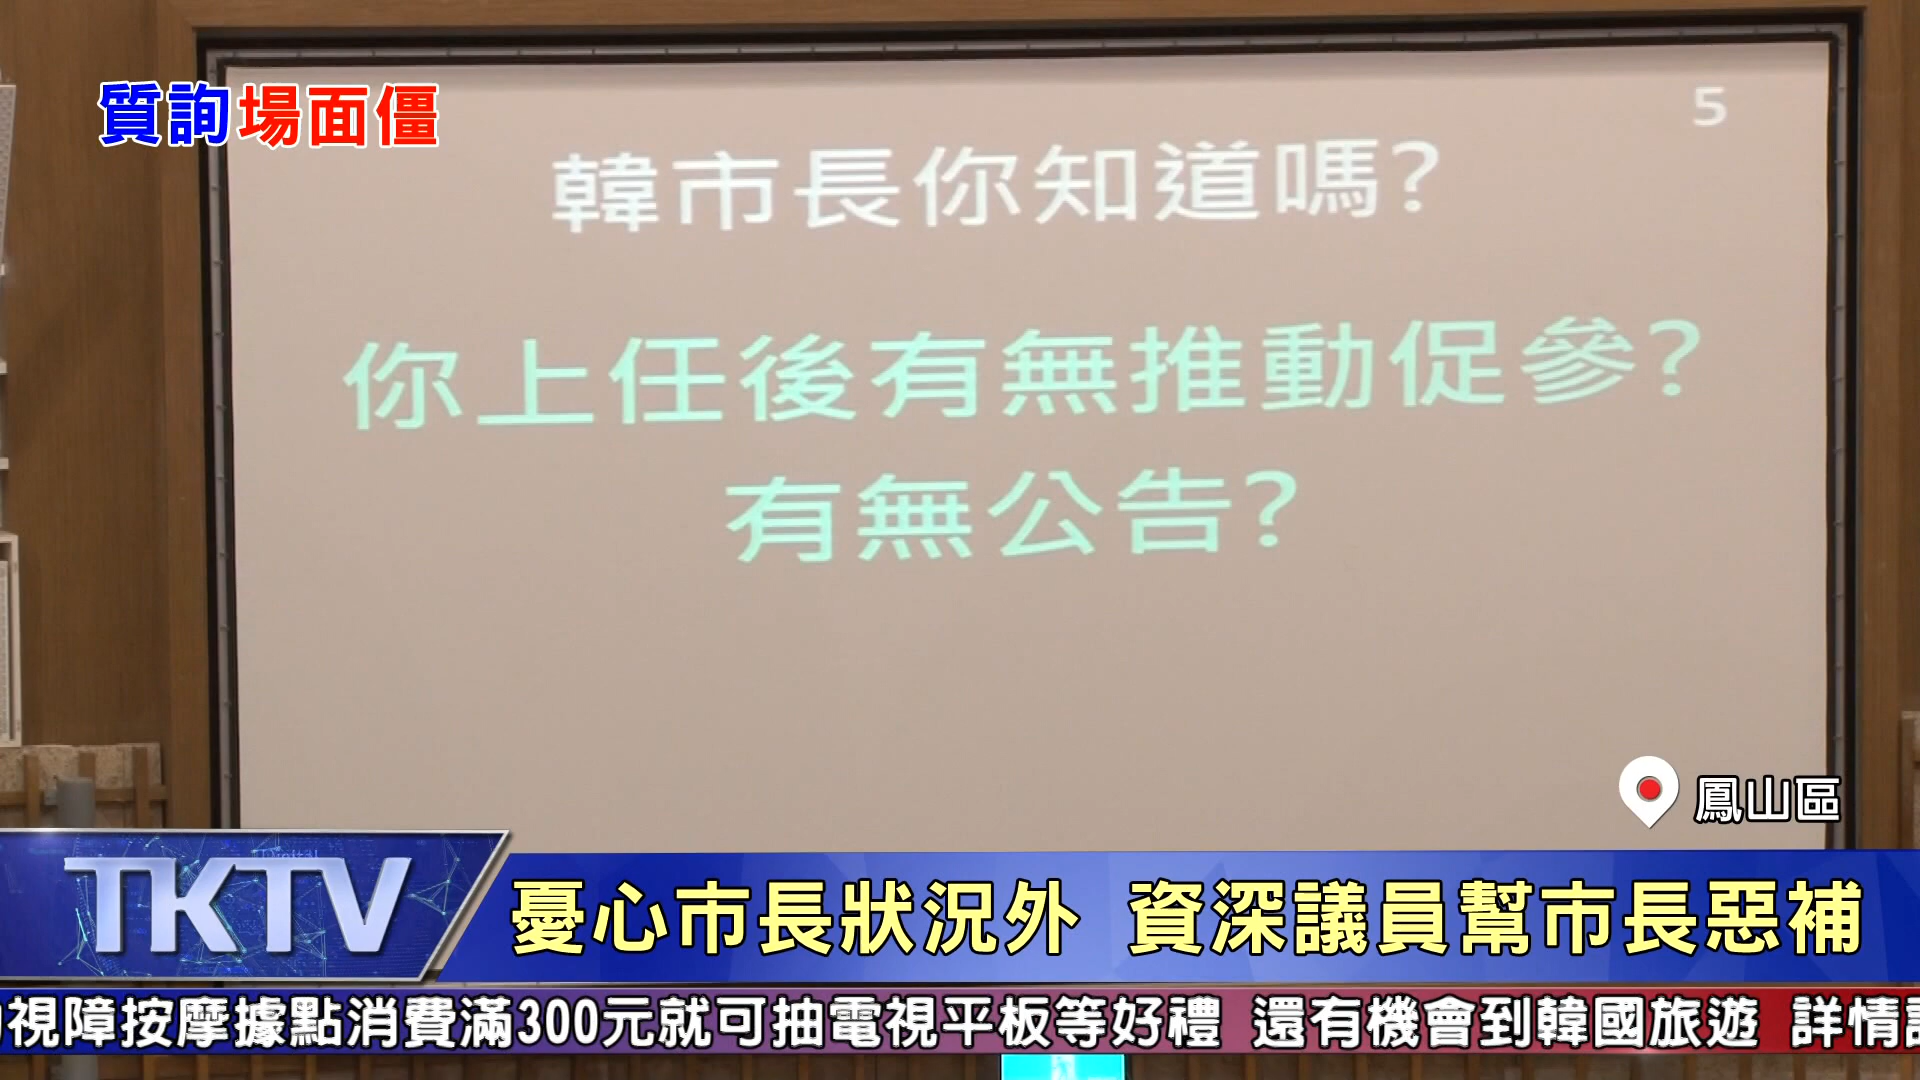 質詢場面僵
5
韓市長你知道嗎?
你上任後有無推動促參?
有無公告?
鳳山區
TKTV
憂心市長狀況外 資深議員幫市長惡補
視障按摩據點消費滿300元就可抽電視平板等好禮 還有機會到韓國旅遊 詳情